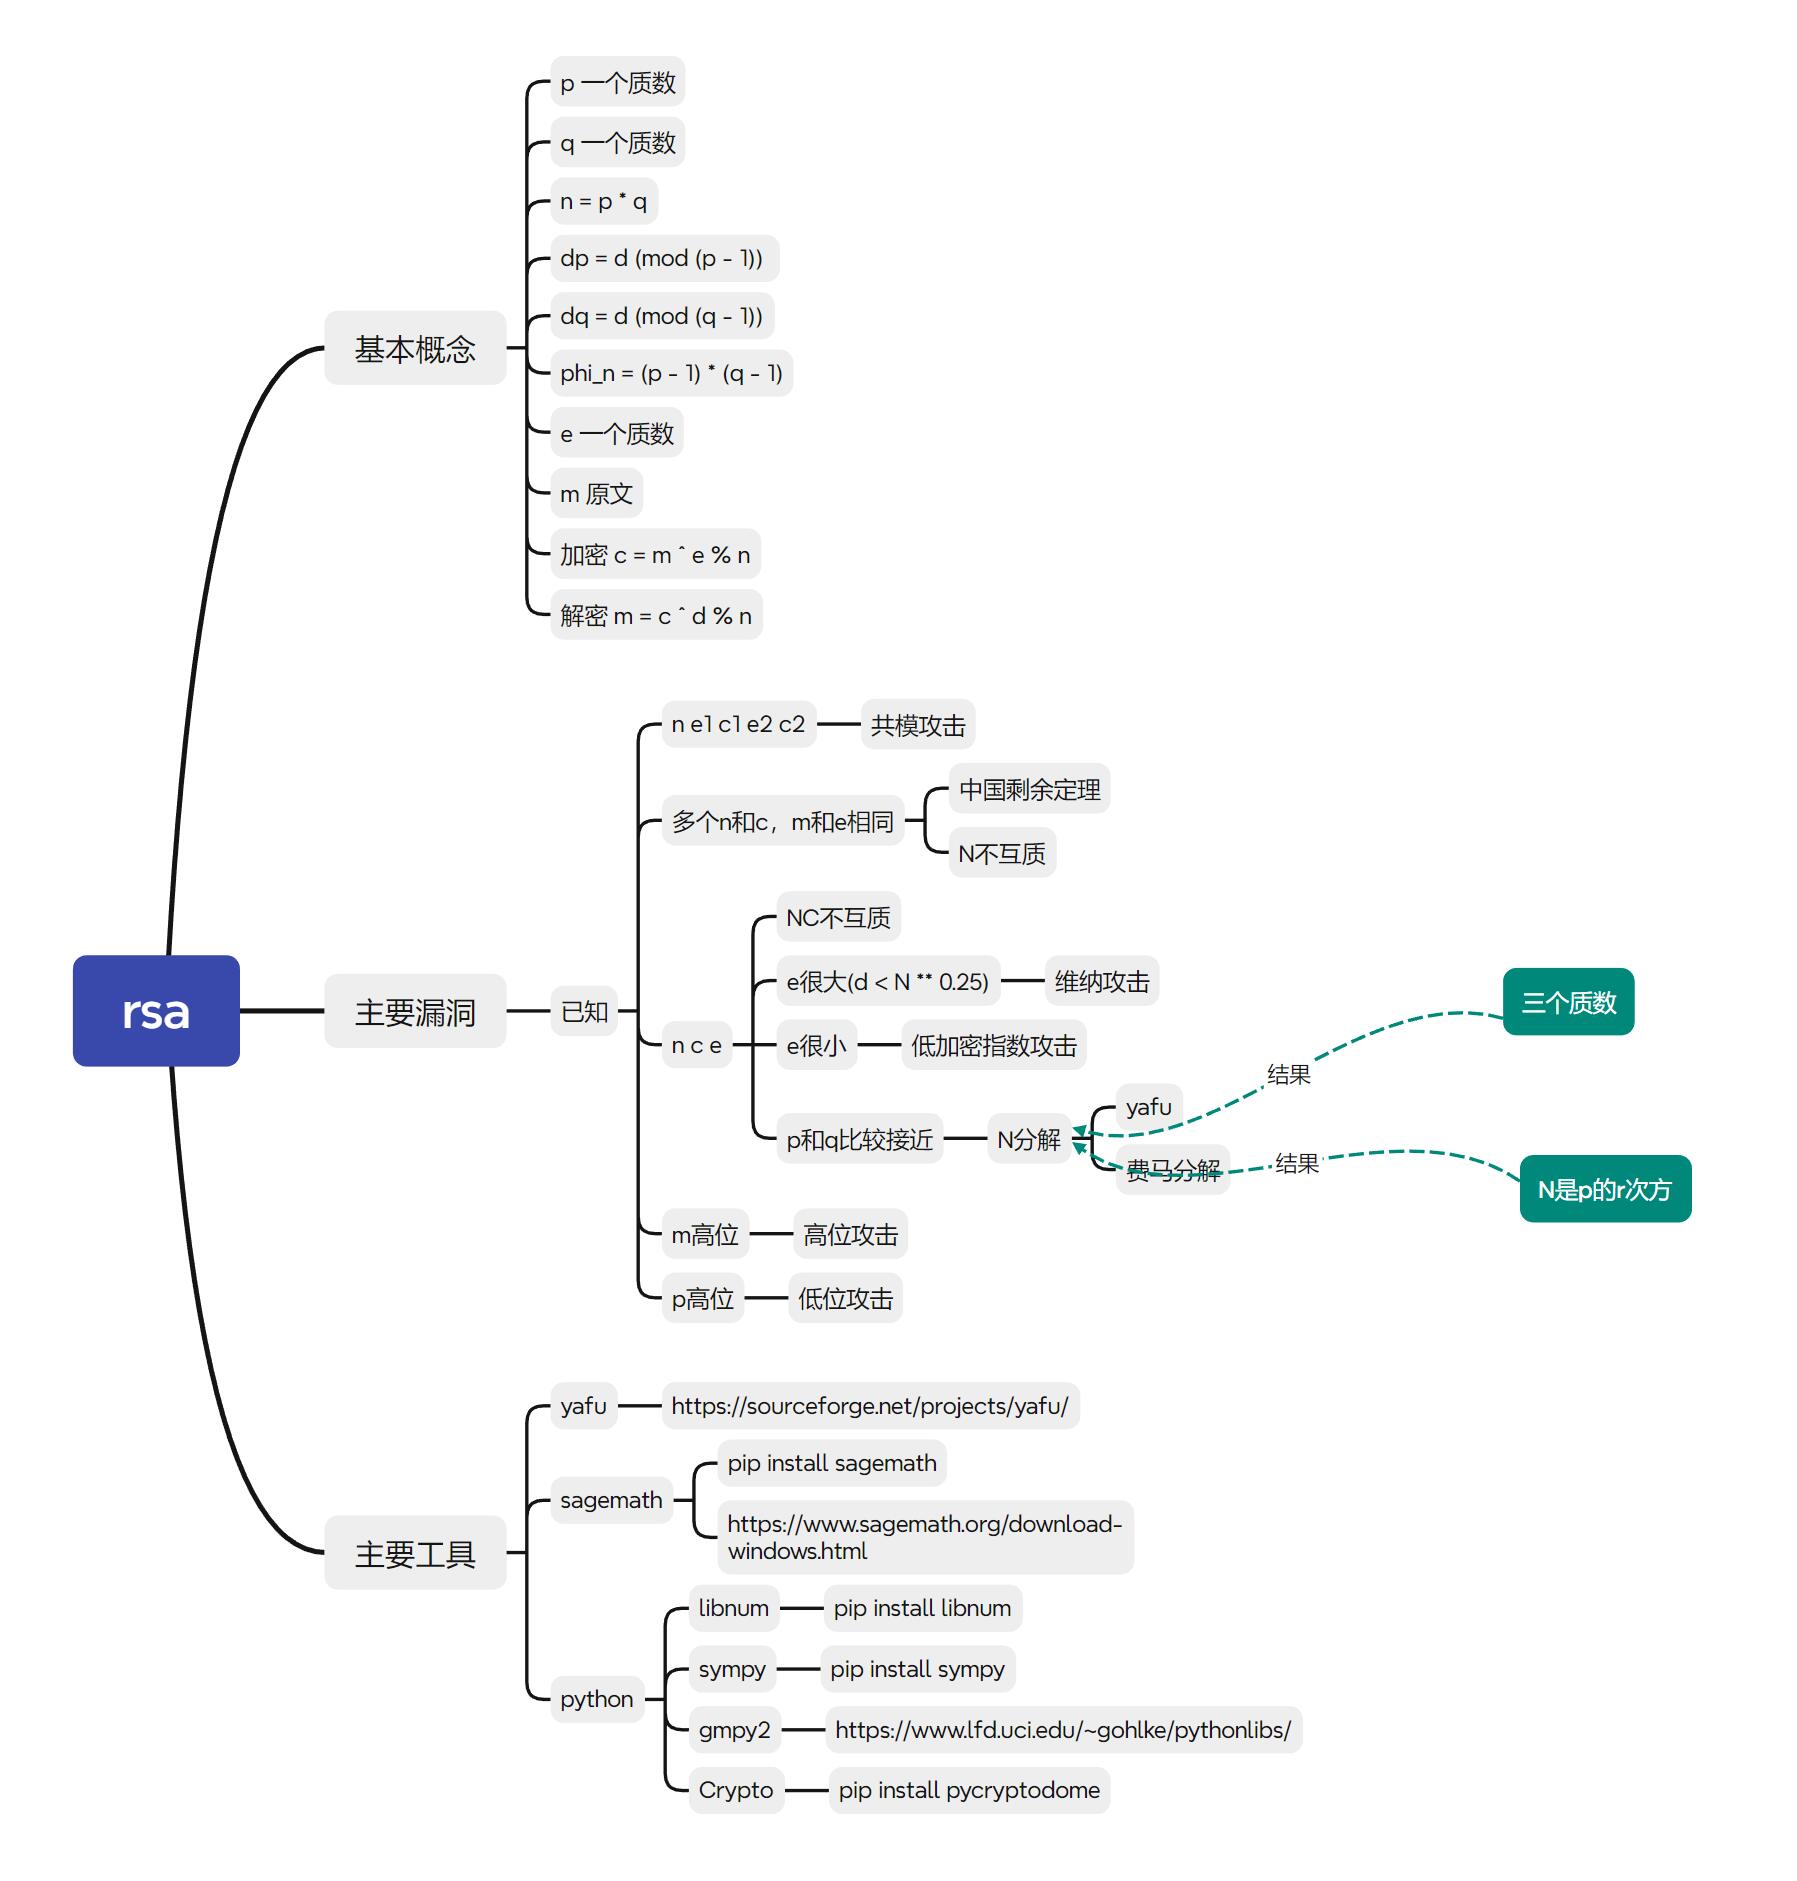 p 一个质数
q 一个质数
n = p * q
dp = d (mod (p - 1))
dq = d (mod (q - 1))
基本概念
phi_n = (p - 1) * (q - 1)
e 一个质数
m 原文
加密 c = m ^ e % n
解密 m = c ^ d % n
rsa
主要漏洞
已知
n e1 c1 e2 c2
共模攻击
多个n和c，m和e相同
中国剩余定理
N不互质
n c e
NC不互质
e很大(d < N ** 0.25)
维纳攻击
e很小
低加密指数攻击
p和q比较接近
N分解
yafu
费马分解
结果
三个质数
结果
N是p的r次方
m高位
高位攻击
p高位
低位攻击
主要工具
yafu
https://sourceforge.net/projects/yafu/
sagemath
pip install sagemath
https://www.sagemath.org/download-
windows.html
python
libnum
pip install libnum
sympy
pip install sympy
gmpy2
https://www.lfd.uci.edu/~gohlke/pythonlibs/
Crypto
pip install pycryptodome